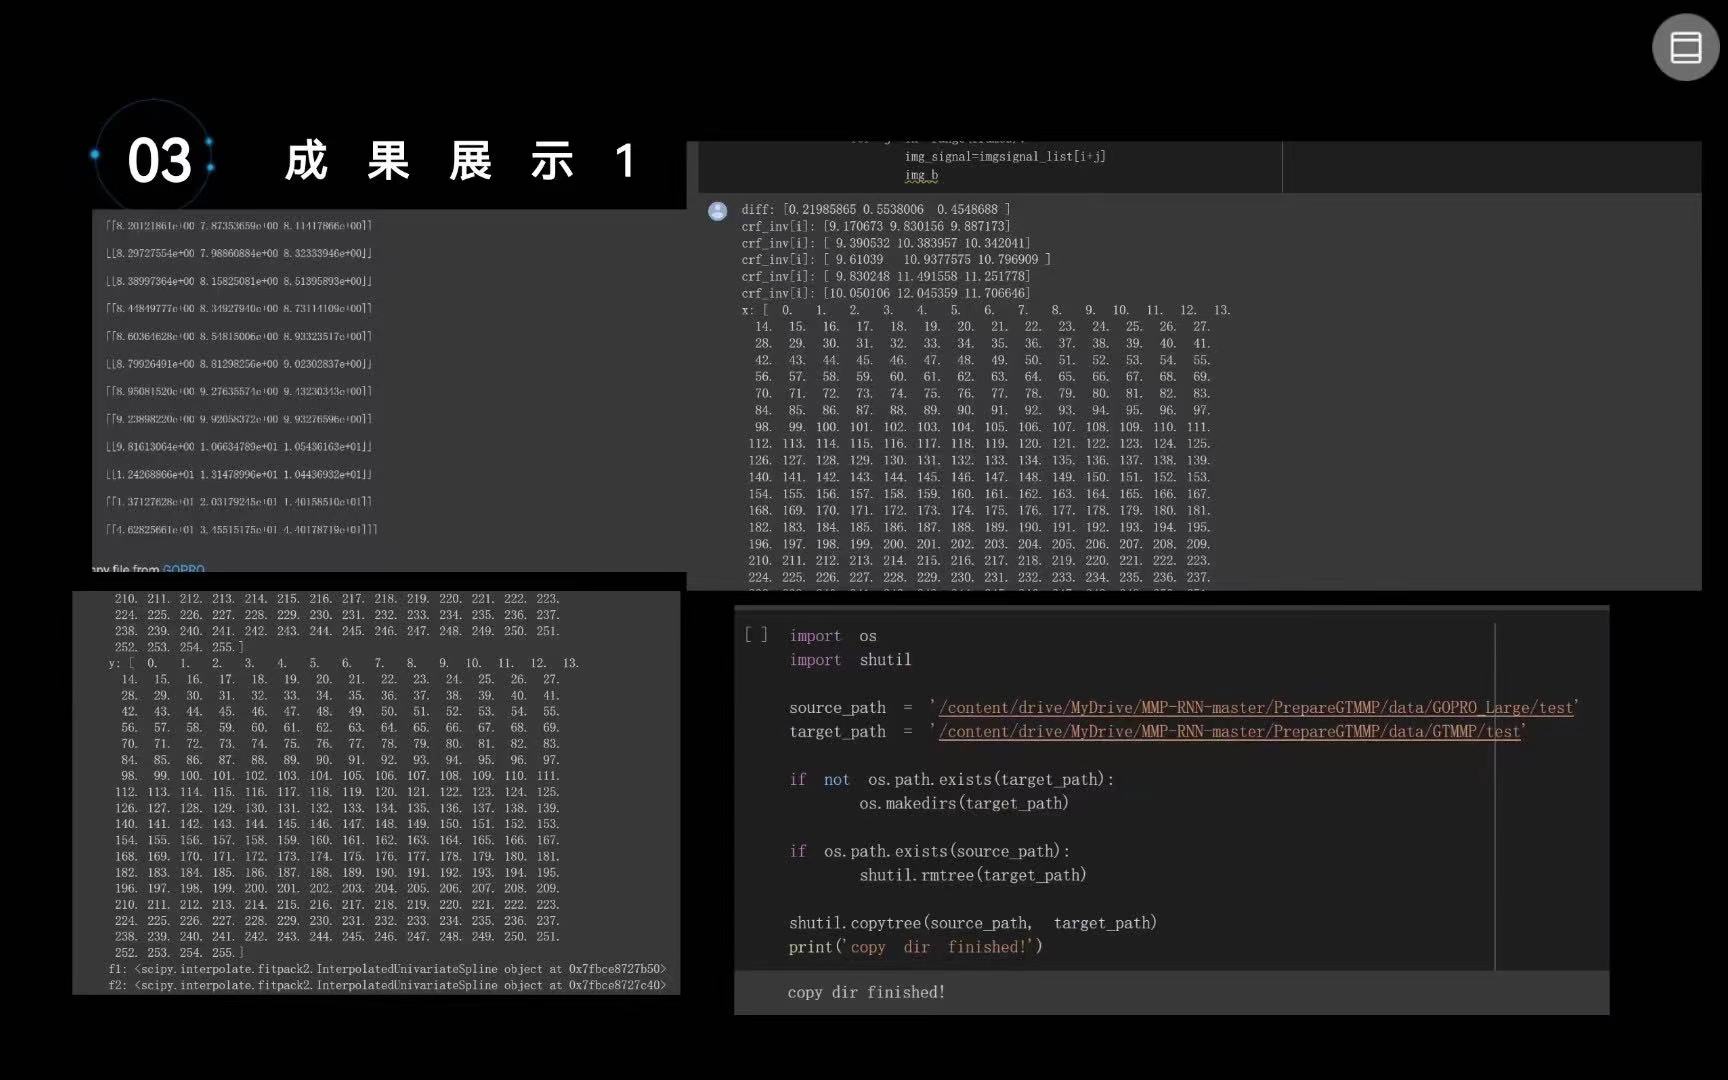 03 成果展示1
[[8.20121861e+00 7.87353659e+00 8.11417866e+00]]
[[8.29727554e+00 7.98860884e+00 8.32333946e+00]]
[[8.38997364e+00 8.15825081e+00 8.51395893e+00]]
[[8.44849777e+00 8.34927940e+00 8.73114109e+00]]
[[8.60364628e+00 8.54815006e+00 8.93323517e+00]]
[[8.79926491e+00 8.81298256e+00 9.02302837e+00]]
[[8.95081520e+00 9.27635574e+00 9.43230343e+00]]
[[9.23898220e+00 9.92058372e+00 9.93276596e+00]]
[[9.81613064e+00 1.06634789e+01 1.05436163e+01]]
[[1.24268866e+01 1.31478996e+01 1.04436932e+01]]
[[1.37127628e+01 2.03179245e+01 1.40158510e+01]]
[[4.62825661e+01 3.45515175e+01 4.40178719e+01]]]
npy file from GOPRO
img_signal=imgsignal_list[i+j]
img_b
diff: [0.21985865 0.5538006  0.4548688 ]
crf_inv[i]: [9.170673 9.830156 9.887173]
crf_inv[i]: [ 9.390532 10.383957 10.342041]
crf_inv[i]: [ 9.61039   10.9377575 10.796909 ]
crf_inv[i]: [ 9.830248 11.491558 11.251778]
crf_inv[i]: [10.050106 12.045359 11.706646]
x: [ 0. 1. 2. 3. 4. 5. 6. 7. 8. 9. 10. 11. 12. 13.
14. 15. 16. 17. 18. 19. 20. 21. 22. 23. 24. 25. 26. 27.
28. 29. 30. 31. 32. 33. 34. 35. 36. 37. 38. 39. 40. 41.
42. 43. 44. 45. 46. 47. 48. 49. 50. 51. 52. 53. 54. 55.
56. 57. 58. 59. 60. 61. 62. 63. 64. 65. 66. 67. 68. 69.
70. 71. 72. 73. 74. 75. 76. 77. 78. 79. 80. 81. 82. 83.
84. 85. 86. 87. 88. 89. 90. 91. 92. 93. 94. 95. 96. 97.
98. 99. 100. 101. 102. 103. 104. 105. 106. 107. 108. 109. 110. 111.
112. 113. 114. 115. 116. 117. 118. 119. 120. 121. 122. 123. 124. 125.
126. 127. 128. 129. 130. 131. 132. 133. 134. 135. 136. 137. 138. 139.
140. 141. 142. 143. 144. 145. 146. 147. 148. 149. 150. 151. 152. 153.
154. 155. 156. 157. 158. 159. 160. 161. 162. 163. 164. 165. 166. 167.
168. 169. 170. 171. 172. 173. 174. 175. 176. 177. 178. 179. 180. 181.
182. 183. 184. 185. 186. 187. 188. 189. 190. 191. 192. 193. 194. 195.
196. 197. 198. 199. 200. 201. 202. 203. 204. 205. 206. 207. 208. 209.
210. 211. 212. 213. 214. 215. 216. 217. 218. 219. 220. 221. 222. 223.
224. 225. 226. 227. 228. 229. 230. 231. 232. 233. 234. 235. 236. 237.
210. 211. 212. 213. 214. 215. 216. 217. 218. 219. 220. 221. 222. 223.
224. 225. 226. 227. 228. 229. 230. 231. 232. 233. 234. 235. 236. 237.
238. 239. 240. 241. 242. 243. 244. 245. 246. 247. 248. 249. 250. 251.
252. 253. 254. 255.]
y: [ 0. 1. 2. 3. 4. 5. 6. 7. 8. 9. 10. 11. 12. 13.
14. 15. 16. 17. 18. 19. 20. 21. 22. 23. 24. 25. 26. 27.
28. 29. 30. 31. 32. 33. 34. 35. 36. 37. 38. 39. 40. 41.
42. 43. 44. 45. 46. 47. 48. 49. 50. 51. 52. 53. 54. 55.
56. 57. 58. 59. 60. 61. 62. 63. 64. 65. 66. 67. 68. 69.
70. 71. 72. 73. 74. 75. 76. 77. 78. 79. 80. 81. 82. 83.
84. 85. 86. 87. 88. 89. 90. 91. 92. 93. 94. 95. 96. 97.
98. 99. 100. 101. 102. 103. 104. 105. 106. 107. 108. 109. 110. 111.
112. 113. 114. 115. 116. 117. 118. 119. 120. 121. 122. 123. 124. 125.
126. 127. 128. 129. 130. 131. 132. 133. 134. 135. 136. 137. 138. 139.
140. 141. 142. 143. 144. 145. 146. 147. 148. 149. 150. 151. 152. 153.
154. 155. 156. 157. 158. 159. 160. 161. 162. 163. 164. 165. 166. 167.
168. 169. 170. 171. 172. 173. 174. 175. 176. 177. 178. 179. 180. 181.
182. 183. 184. 185. 186. 187. 188. 189. 190. 191. 192. 193. 194. 195.
196. 197. 198. 199. 200. 201. 202. 203. 204. 205. 206. 207. 208. 209.
210. 211. 212. 213. 214. 215. 216. 217. 218. 219. 220. 221. 222. 223.
224. 225. 226. 227. 228. 229. 230. 231. 232. 233. 234. 235. 236. 237.
238. 239. 240. 241. 242. 243. 244. 245. 246. 247. 248. 249. 250. 251.
252. 253. 254. 255.]
f1: <scipy.interpolate.fitpack2.InterpolatedUnivariateSpline object at 0x7fbce8727b50>
f2: <scipy.interpolate.fitpack2.InterpolatedUnivariateSpline object at 0x7fbce8727c40>
[ ] import os
import shutil
source_path = '/content/drive/MyDrive/MMP-RNN-master/PrepareGTMMP/data/GOPRO_Large/test'
target_path = '/content/drive/MyDrive/MMP-RNN-master/PrepareGTMMP/data/GTMMP/test'
if not os.path.exists(target_path):
os.makedirs(target_path)
if os.path.exists(source_path):
shutil.rmtree(target_path)
shutil.copytree(source_path, target_path)
print('copy dir finished!')
copy dir finished!